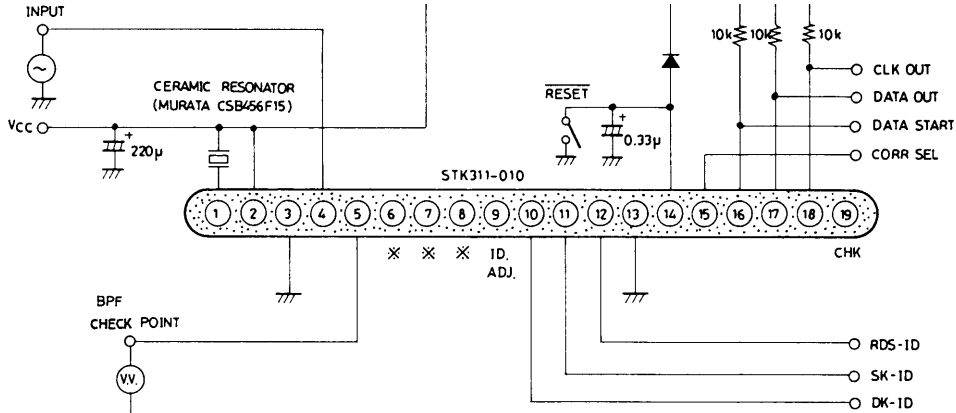 INPUT
10k 10k 10k
CERAMIC RESONATOR
(MURATA CSB456F15)
RESET
CLK OUT
DATA OUT
DATA START
CORR SEL
VCC
+
220μ
+
0.33μ
STK311-010
1 2 3 4 5 6 7 8 9 10 11 12 13 14 15 16 17 18 19
※ ※ ※ ID.
ADJ.
CHK
BPF
CHECK POINT
V.V.
RDS-ID
SK-ID
DK-ID